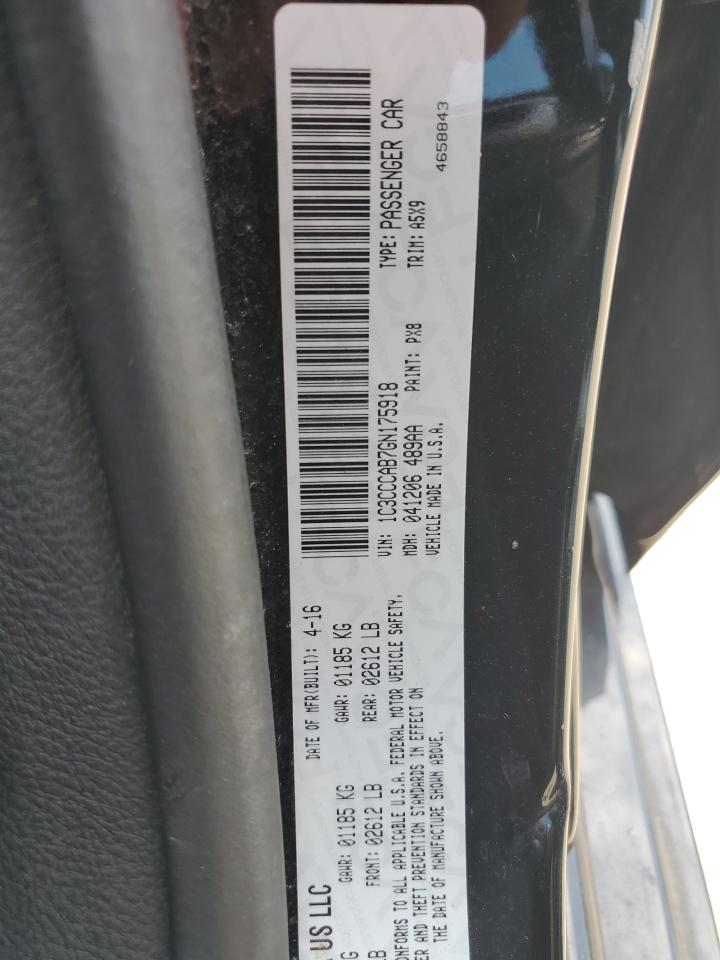 US LLC
DATE OF MFR(BUILT): 4-16
GAWR: 01185 KG GAWR: 01185 KG
FRONT: 02612 LB REAR: 02612 LB
ONFORMS TO ALL APPLICABLE U.S.A. FEDERAL MOTOR VEHICLE SAFETY,
ER AND THEFT PREVENTION STANDARDS IN EFFECT ON
THE DATE OF MANUFACTURE SHOWN ABOVE.
VIN: 1C3CCCAB7GN175918 TYPE: PASSENGER CAR
MDH: 041206 489AA PAINT: PX8 TRIM: A5X9
VEHICLE MADE IN U.S.A.
4658843